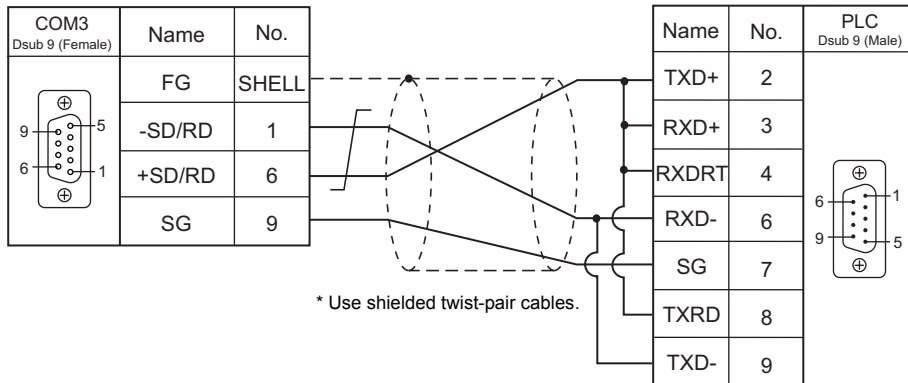 COM3
Dsub 9 (Female)
Name
No.
FG
SHELL
-SD/RD
1
+SD/RD
6
SG
9
9
5
6
1
* Use shielded twist-pair cables.
Name
No.
PLC
Dsub 9 (Male)
TXD+
2
RXD+
3
RXDRT
4
RXD-
6
SG
7
TXRD
8
TXD-
9
6
1
9
5